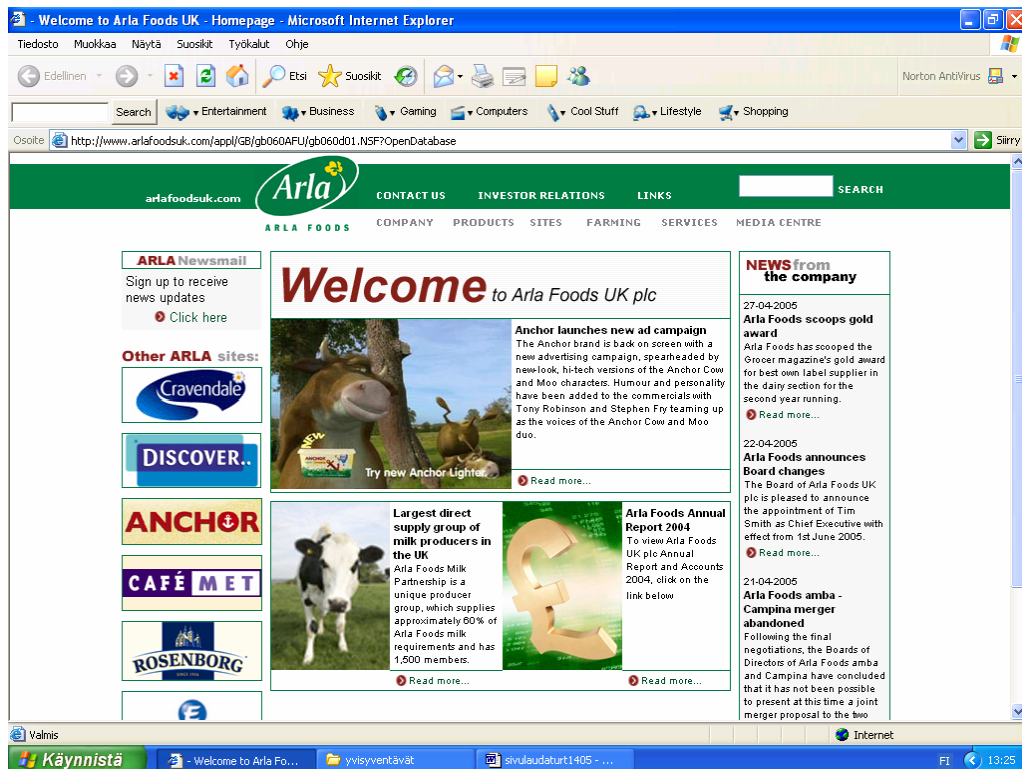 - Welcome to Arla Foods UK - Homepage - Microsoft Internet Explorer
Tiedosto Muokkaa Näytä Suosikit Työkalut Ohje
Edellinen Etsi Suosikit Norton AntiVirus
Search Entertainment Business Gaming Computers Cool Stuff Lifestyle Shopping
Osoite http://www.arlafoodsuk.com/appl/GB/gb060AFU/gb060d01.NSF?OpenDatabase Siirry
arlafoodsuk.com Arla CONTACT US INVESTOR RELATIONS LINKS SEARCH
ARLA FOODS COMPANY PRODUCTS SITES FARMING SERVICES MEDIA CENTRE
ARLA Newsmail
Sign up to receive
news updates
Click here
Other ARLA sites:
Cravendale
DISCOVER..
ANCHOR
CAFÉ MET
ROSENBORG
Welcome to Arla Foods UK plc
Anchor launches new ad campaign
The Anchor brand is back on screen with a
new advertising campaign, spearheaded by
new-look, hi-tech versions of the Anchor Cow
and Moo characters. Humour and personality
have been added to the commercials with
Tony Robinson and Stephen Fry teaming up
as the voices of the Anchor Cow and Moo
duo.
NEW
ANCHOR
Try new Anchor Lighter.
Read more...
Largest direct
supply group of
milk producers in
the UK
Arla Foods Milk
Partnership is a
unique producer
group, which supplies
approximately 60% of
Arla Foods milk
requirements and has
1,500 members.
Read more...
£
Arla Foods Annual
Report 2004
To view Arla Foods
UK plc Annual
Report and Accounts
2004, click on the
link below
Read more...
NEWS from
the company
27-04-2005
Arla Foods scoops gold
award
Arla Foods has scooped the
Grocer magazine's gold award
for best own label supplier in
the dairy section for the
second year running.
Read more...
22-04-2005
Arla Foods announces
Board changes
The Board of Arla Foods UK
plc is pleased to announce
the appointment of Tim
Smith as Chief Executive with
effect from 1st June 2005.
Read more...
21-04-2005
Arla Foods amba -
Campina merger
abandoned
Following the final
negotiations, the Boards of
Directors of Arla Foods amba
and Campina have concluded
that it has not been possible
to present at this time a joint
merger proposal to the two
Valmis Internet
Käynnistä - Welcome to Arla Fo... yvisyventävät sivulaudaturt1405 - ... FI 13:25